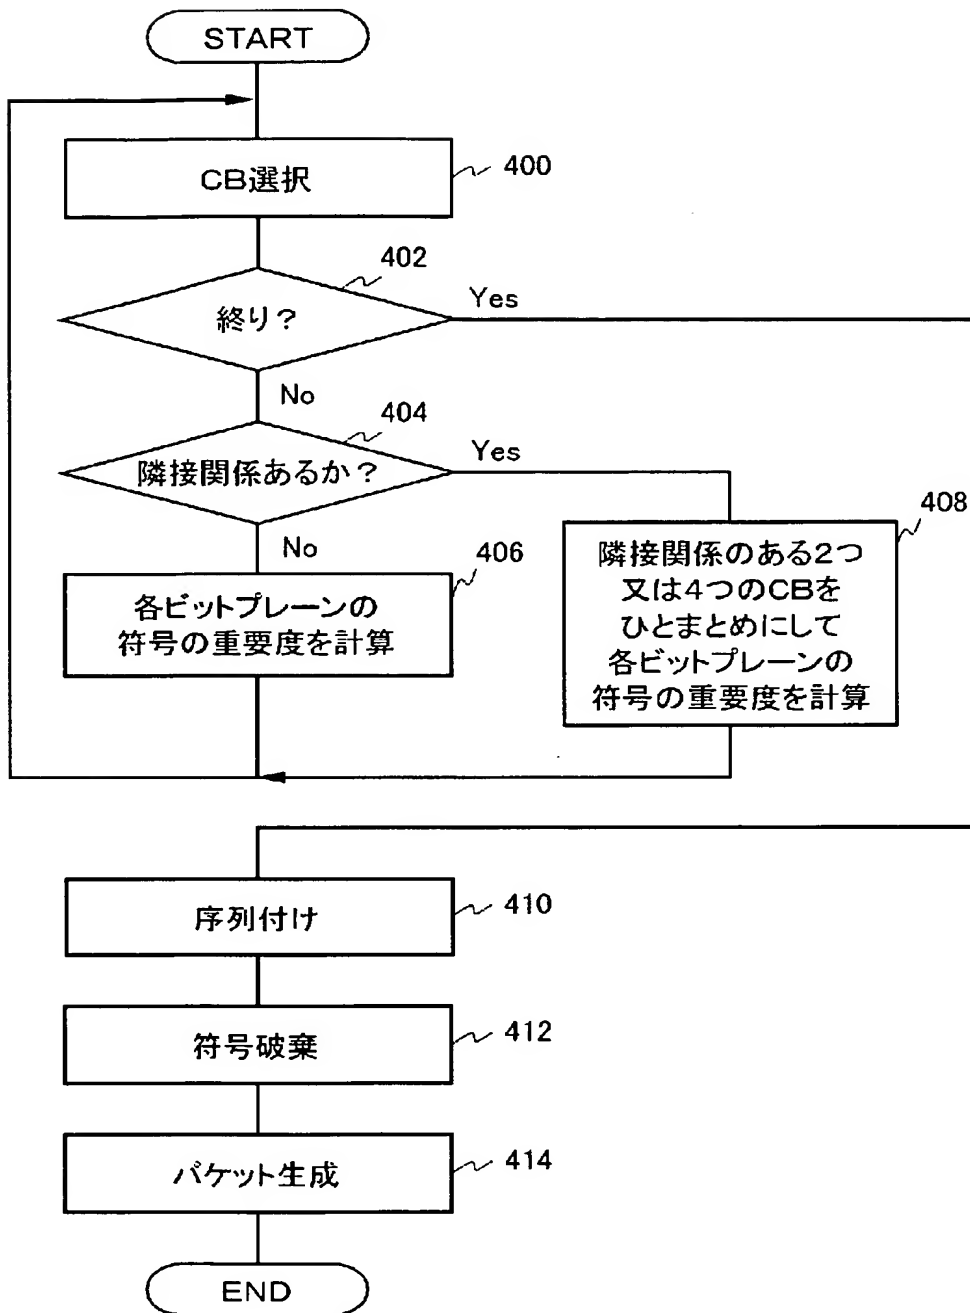 START
CB選択
400
402
終り?
Yes
No
404
隣接関係あるか?
Yes
No
406
各ビットプレーンの
符号の重要度を計算
408
隣接関係のある2つ
又は4つのCBを
ひとまとめにして
各ビットプレーンの
符号の重要度を計算
序列付け
410
符号破棄
412
パケット生成
414
END